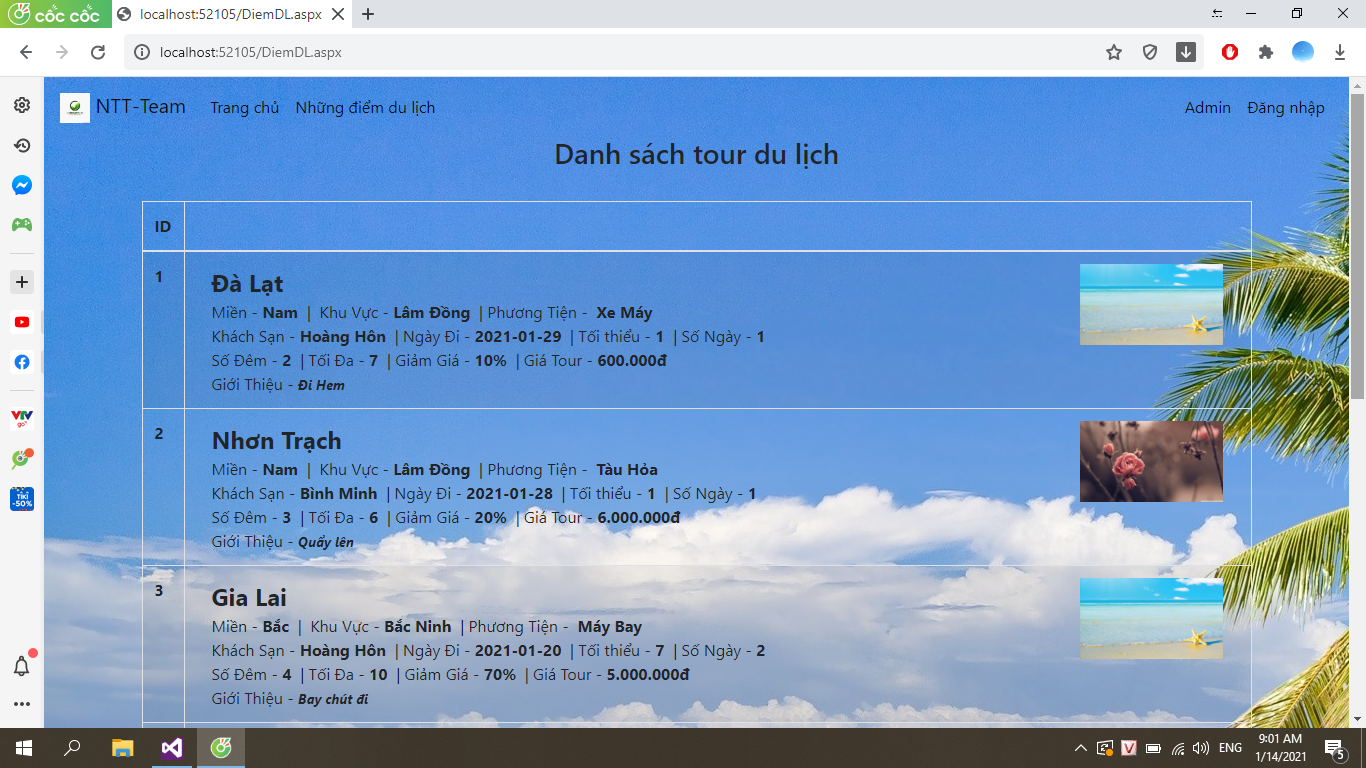 cốc cốc
localhost:52105/DiemDL.aspx
localhost:52105/DiemDL.aspx
NTT-Team Trang chủ Những điểm du lịch Admin Đăng nhập
Danh sách tour du lịch
ID
1
Đà Lạt
Miền - Nam | Khu Vực - Lâm Đồng | Phương Tiện - Xe Máy
Khách Sạn - Hoàng Hôn | Ngày Đi - 2021-01-29 | Tối thiểu - 1 | Số Ngày - 1
Số Đêm - 2 | Tối Đa - 7 | Giảm Giá - 10% | Giá Tour - 600.000đ
Giới Thiệu - Đi Hem
2
Nhơn Trạch
Miền - Nam | Khu Vực - Lâm Đồng | Phương Tiện - Tàu Hỏa
Khách Sạn - Bình Minh | Ngày Đi - 2021-01-28 | Tối thiểu - 1 | Số Ngày - 1
Số Đêm - 3 | Tối Đa - 6 | Giảm Giá - 20% | Giá Tour - 6.000.000đ
Giới Thiệu - Quẩy lên
3
Gia Lai
Miền - Bắc | Khu Vực - Bắc Ninh | Phương Tiện - Máy Bay
Khách Sạn - Hoàng Hôn | Ngày Đi - 2021-01-20 | Tối thiểu - 7 | Số Ngày - 2
Số Đêm - 4 | Tối Đa - 10 | Giảm Giá - 70% | Giá Tour - 5.000.000đ
Giới Thiệu - Bay chút đi
VTV
go
TIKI
-50%
V
ENG
9:01 AM
1/14/2021
5